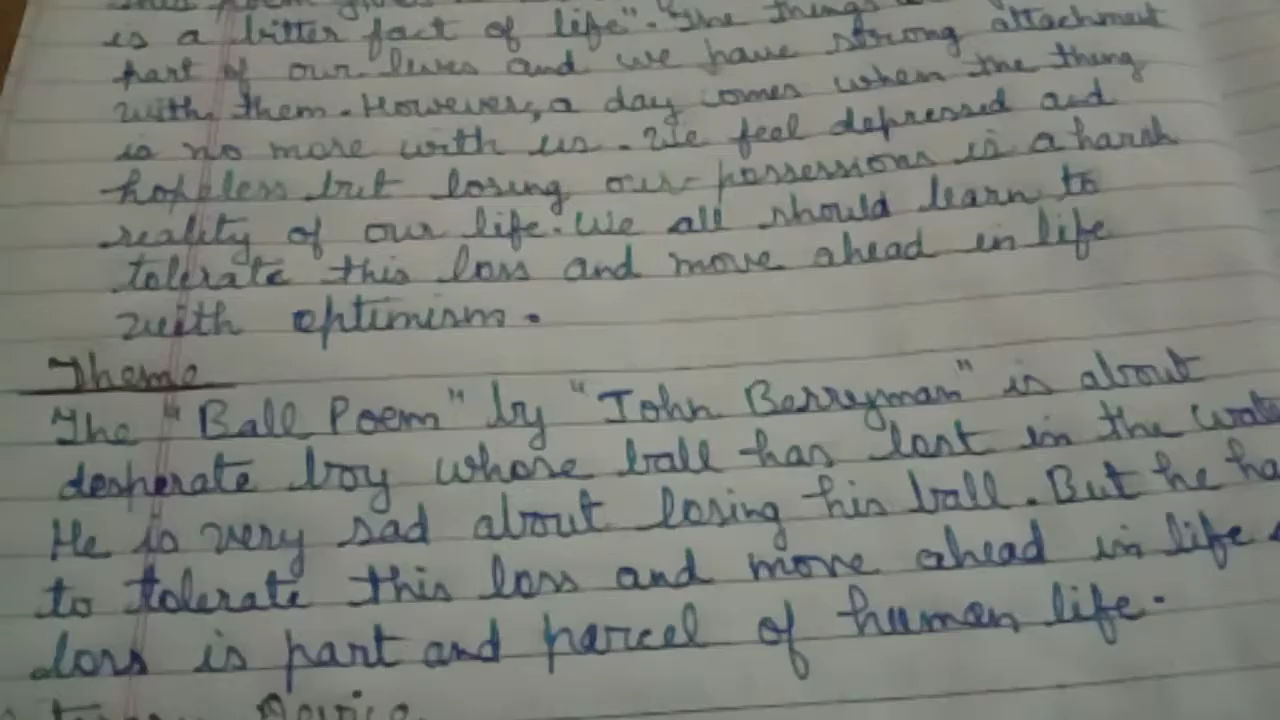 is a bitter fact of life". The things
part of our lives and we have strong attachment
with them. However, a day comes when the thing
is no more with us. We feel depressed and
hopeless but losing our possessions is a harsh
reality of our life. We all should learn to
tolerate this loss and move ahead in life
with optimism.
Theme
The "Ball Poem" by "John Berryman" is about
desperate boy whose ball has lost in the wate
He is very sad about losing his ball. But he ha
to tolerate this loss and move ahead in life
loss is part and parcel of human life.